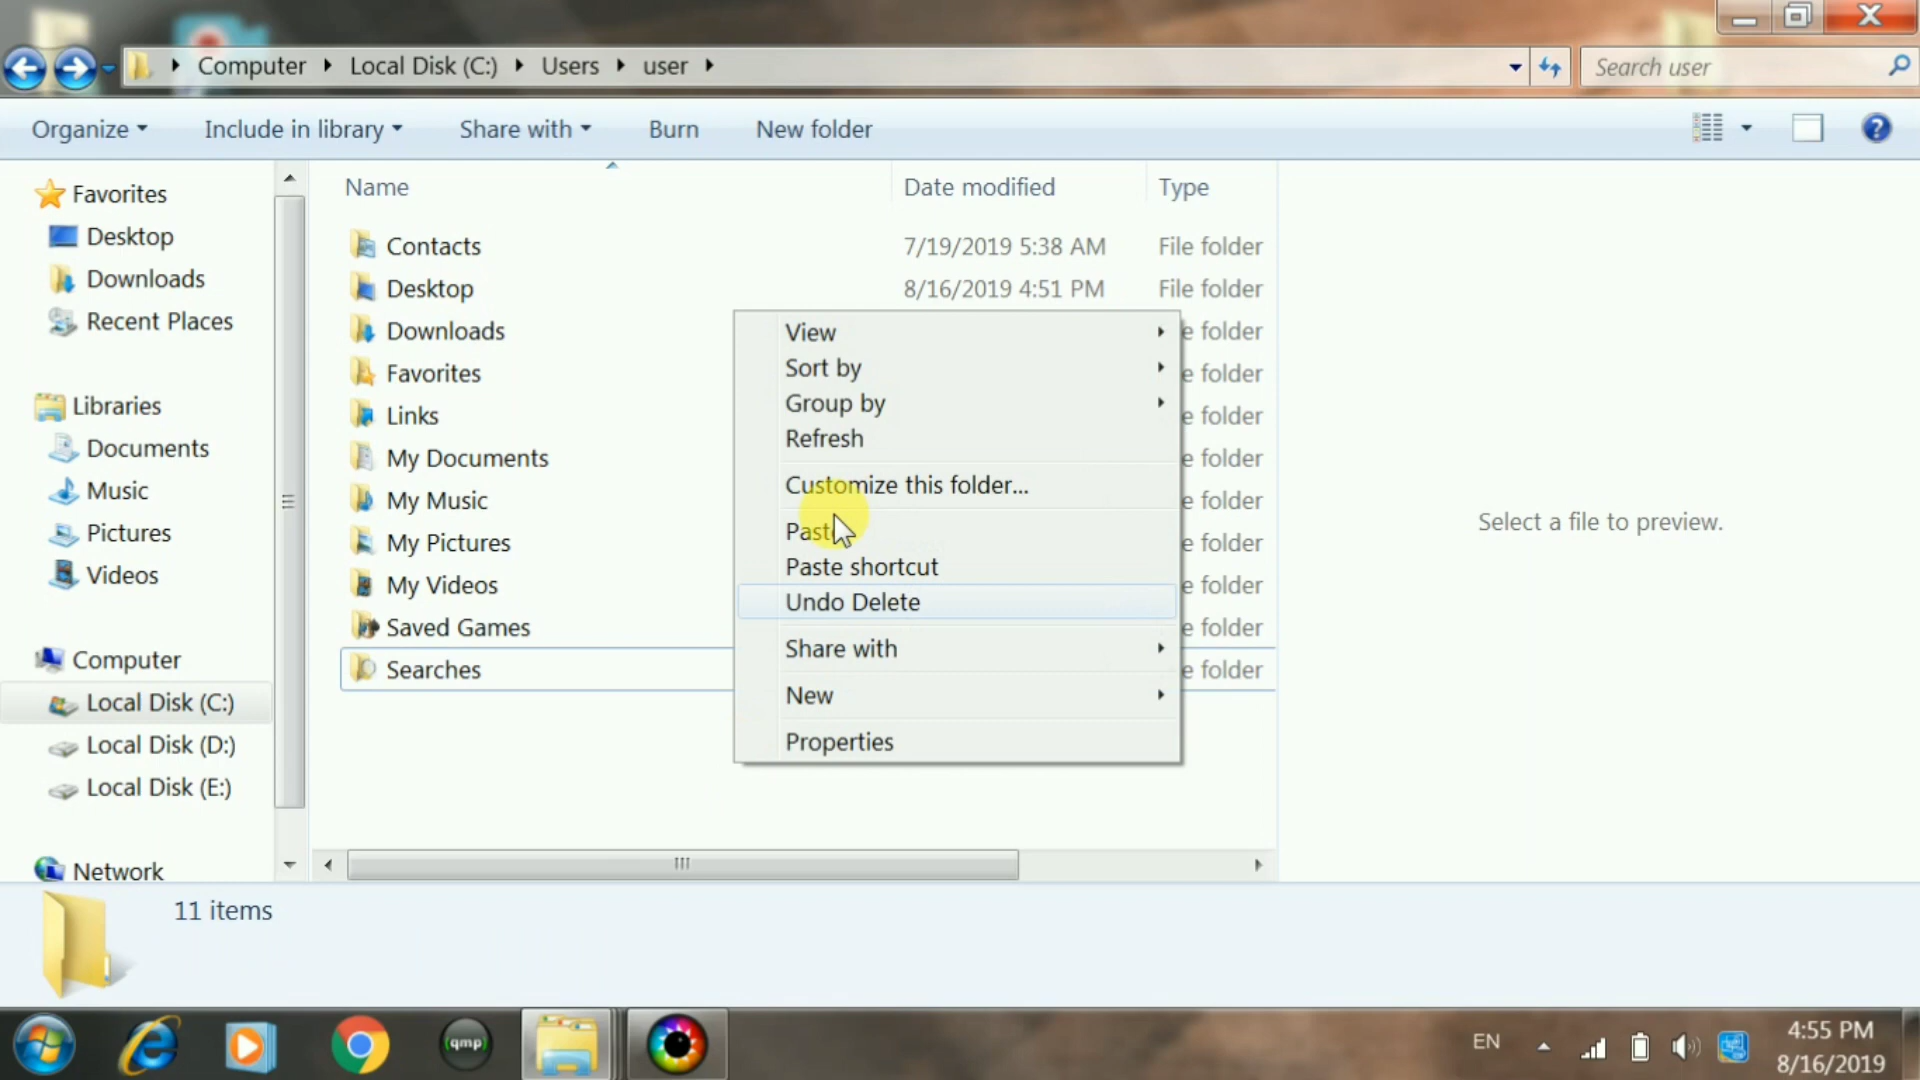 Computer Local Disk (C:) Users user
Search user
Organize Include in library Share with Burn New folder
Favorites
Desktop
Downloads
Recent Places
Libraries
Documents
Music
Pictures
Videos
Computer
Local Disk (C:)
Local Disk (D:)
Local Disk (E:)
Network
Name Date modified Type
Contacts 7/19/2019 5:38 AM File folder
Desktop 8/16/2019 4:51 PM File folder
Downloads e folder
Favorites e folder
Links e folder
My Documents e folder
My Music e folder
My Pictures e folder
My Videos e folder
Saved Games e folder
Searches e folder
View
Sort by
Group by
Refresh
Customize this folder...
Paste
Paste shortcut
Undo Delete
Share with
New
Properties
Select a file to preview.
11 items
(qmp)
EN
4:55 PM
8/16/2019